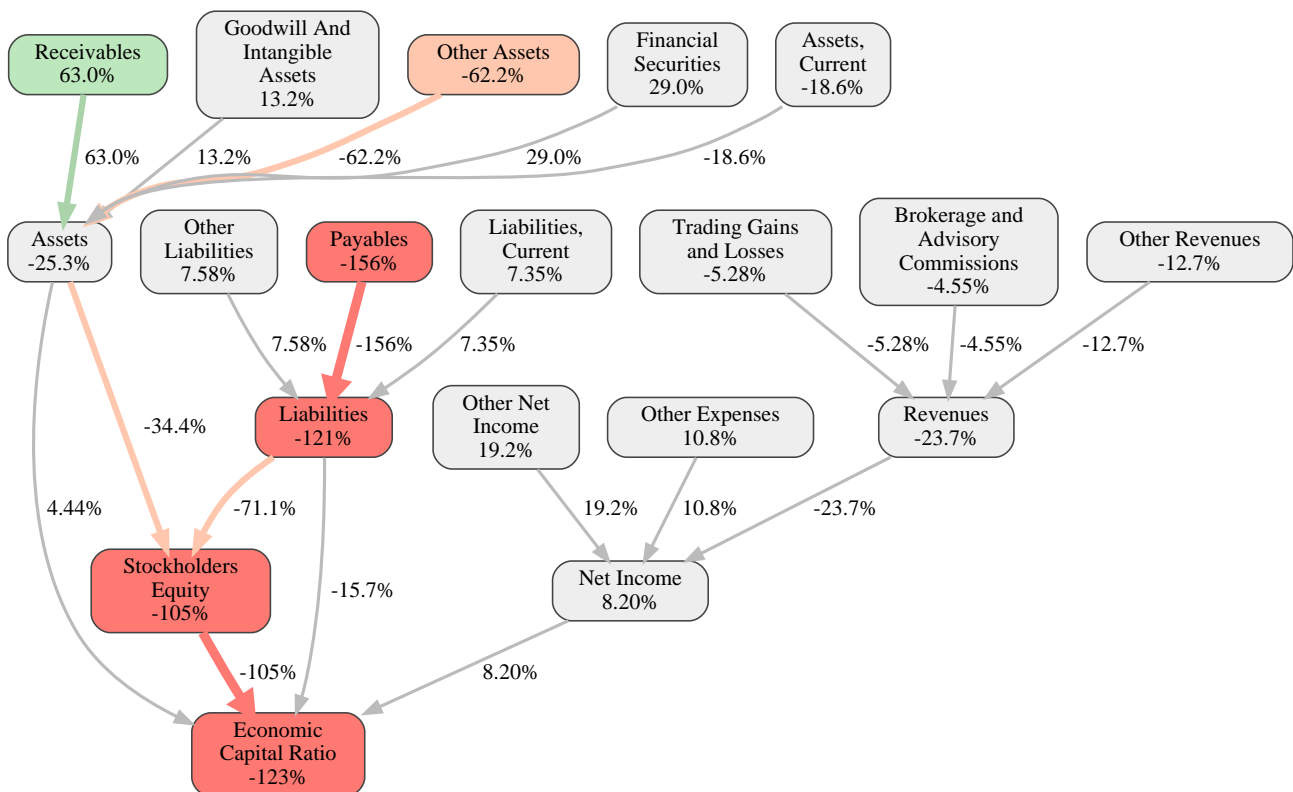 Receivables
63.0%
Goodwill And
Intangible
Assets
13.2%
Other Assets
-62.2%
Financial
Securities
29.0%
Assets,
Current
-18.6%
63.0%
13.2%
-62.2%
29.0%
-18.6%
Assets
-25.3%
Other
Liabilities
7.58%
Payables
-156%
Liabilities,
Current
7.35%
Trading Gains
and Losses
-5.28%
Brokerage and
Advisory
Commissions
-4.55%
Other Revenues
-12.7%
7.58%
-156%
7.35%
-5.28%
-4.55%
-12.7%
Liabilities
-121%
Other Net
Income
19.2%
Other Expenses
10.8%
Revenues
-23.7%
-34.4%
4.44%
-71.1%
19.2%
10.8%
-23.7%
Stockholders
Equity
-105%
-15.7%
Net Income
8.20%
-105%
8.20%
Economic
Capital Ratio
-123%